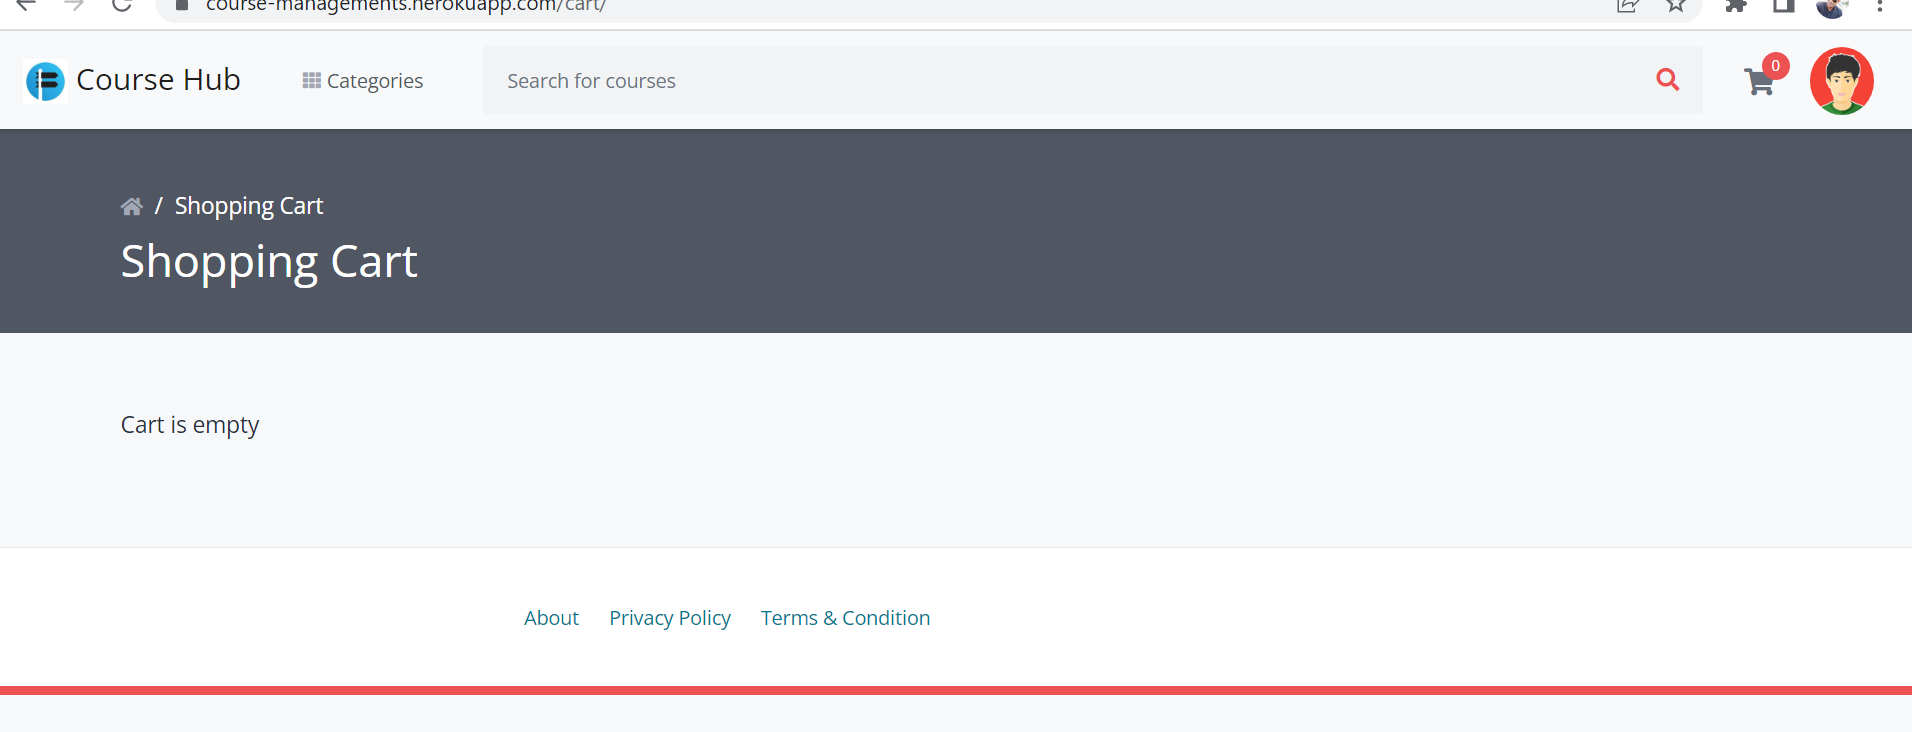 course-managements.herokuapp.com/cart/
Course Hub
Categories
Search for courses
0
/ Shopping Cart
Shopping Cart
Cart is empty
About Privacy Policy Terms & Condition